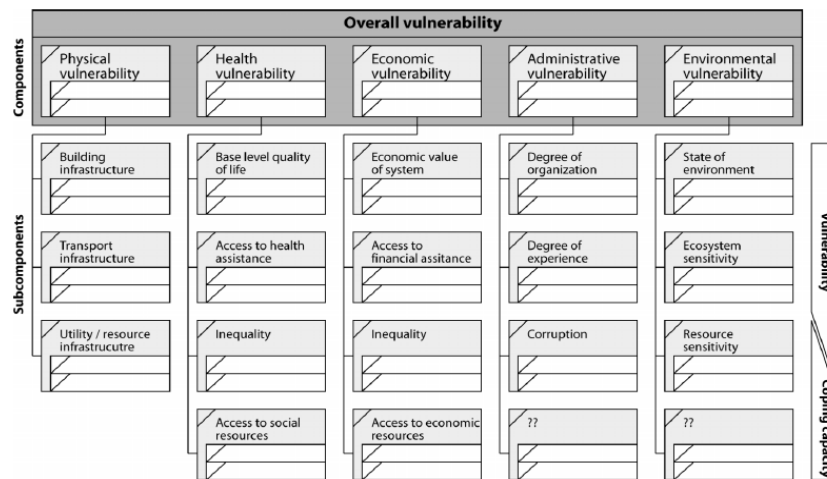 Overall vulnerability
Components
Physical
vulnerability
Health
vulnerability
Economic
vulnerability
Administrative
vulnerability
Environmental
vulnerability
Subcomponents
Building
infrastructure
Base level quality
of life
Economic value
of system
Degree of
organization
State of
environment
Transport
infrastructure
Access to health
assistance
Access to
financial assitance
Degree of
experience
Ecosystem
sensitivity
Utility / resource
infrastrucutre
Inequality
Inequality
Corruption
Resource
sensitivity
Access to social
resources
Access to economic
resources
??
??
Vulnerability
Coping capacity